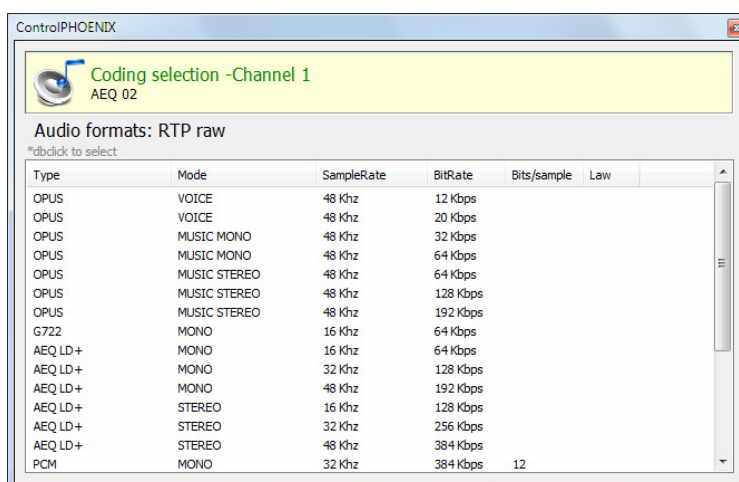 ControlPHOENIX
Coding selection -Channel 1
AEQ 02
Audio formats: RTP raw
*dbclick to select
Type Mode SampleRate BitRate Bits/sample Law
OPUS VOICE 48 Khz 12 Kbps
OPUS VOICE 48 Khz 20 Kbps
OPUS MUSIC MONO 48 Khz 32 Kbps
OPUS MUSIC MONO 48 Khz 64 Kbps
OPUS MUSIC STEREO 48 Khz 64 Kbps
OPUS MUSIC STEREO 48 Khz 128 Kbps
OPUS MUSIC STEREO 48 Khz 192 Kbps
G722 MONO 16 Khz 64 Kbps
AEQ LD+ MONO 16 Khz 64 Kbps
AEQ LD+ MONO 32 Khz 128 Kbps
AEQ LD+ MONO 48 Khz 192 Kbps
AEQ LD+ STEREO 16 Khz 128 Kbps
AEQ LD+ STEREO 32 Khz 256 Kbps
AEQ LD+ STEREO 48 Khz 384 Kbps
PCM MONO 32 Khz 384 Kbps 12